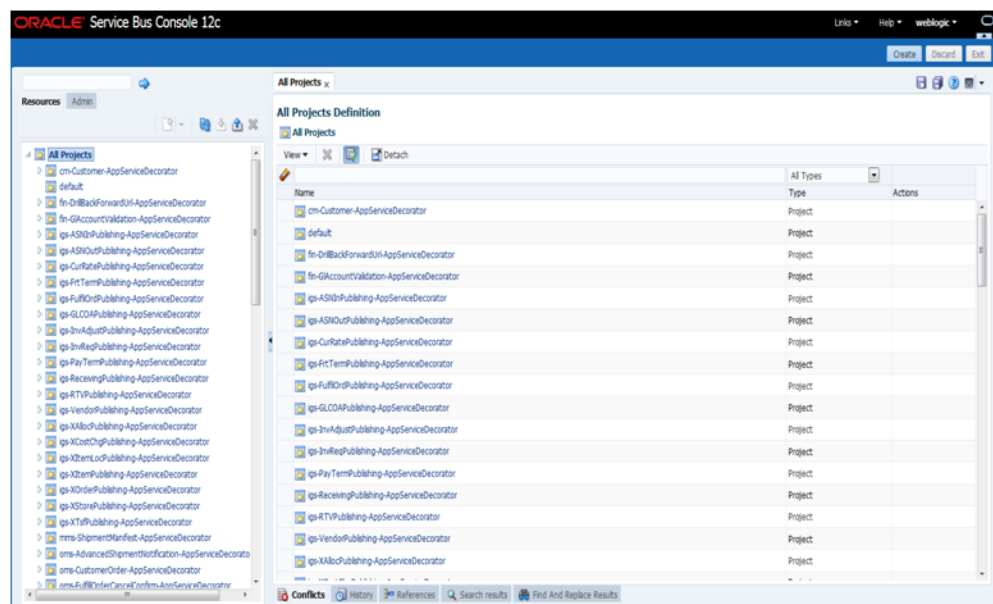 ORACLE Service Bus Console 12c
Links Help weblogic
Create Discard Exit
Resources Admin
All Projects
cm-Customer-AppServiceDecorator
default
fin-DrillBackForwardUrl-AppServiceDecorator
fin-GlAccountValidation-AppServiceDecorator
igs-ASNInPublishing-AppServiceDecorator
igs-ASNOutPublishing-AppServiceDecorator
igs-CurRatePublishing-AppServiceDecorator
igs-FrtTermPublishing-AppServiceDecorator
igs-FulfilOrdPublishing-AppServiceDecorator
igs-GLCOAPublishing-AppServiceDecorator
igs-InvAdjustPublishing-AppServiceDecorator
igs-InvReqPublishing-AppServiceDecorator
igs-PayTermPublishing-AppServiceDecorator
igs-ReceivingPublishing-AppServiceDecorator
igs-RTVPublishing-AppServiceDecorator
igs-VendorPublishing-AppServiceDecorator
igs-XAllocPublishing-AppServiceDecorator
igs-XCostChgPublishing-AppServiceDecorator
igs-XItemLocPublishing-AppServiceDecorator
igs-XItemPublishing-AppServiceDecorator
igs-XOrderPublishing-AppServiceDecorator
igs-XStorePublishing-AppServiceDecorator
igs-XTsfPublishing-AppServiceDecorator
mms-ShipmentManifest-AppServiceDecorator
oms-AdvancedShipmentNotification-AppServiceDecorato
oms-CustomerOrder-AppServiceDecorator
oms-FulfillOrderCancelConfirm-AppServiceDecorator
All Projects x
All Projects Definition
All Projects
View Detach
All Types
Name Type Actions
cm-Customer-AppServiceDecorator Project
default Project
fin-DrillBackForwardUrl-AppServiceDecorator Project
fin-GlAccountValidation-AppServiceDecorator Project
igs-ASNInPublishing-AppServiceDecorator Project
igs-ASNOutPublishing-AppServiceDecorator Project
igs-CurRatePublishing-AppServiceDecorator Project
igs-FrtTermPublishing-AppServiceDecorator Project
igs-FulfilOrdPublishing-AppServiceDecorator Project
igs-GLCOAPublishing-AppServiceDecorator Project
igs-InvAdjustPublishing-AppServiceDecorator Project
igs-InvReqPublishing-AppServiceDecorator Project
igs-PayTermPublishing-AppServiceDecorator Project
igs-ReceivingPublishing-AppServiceDecorator Project
igs-RTVPublishing-AppServiceDecorator Project
igs-VendorPublishing-AppServiceDecorator Project
igs-XAllocPublishing-AppServiceDecorator Project
Conflicts History References Search results Find And Replace Results